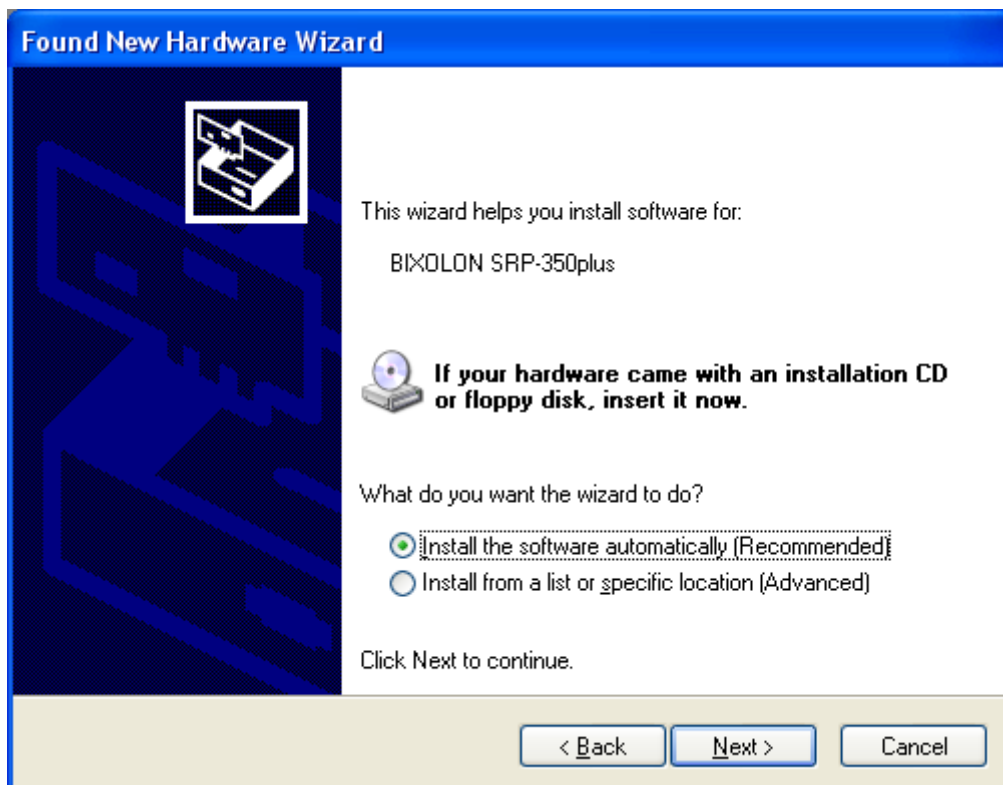 Found New Hardware Wizard
This wizard helps you install software for:
BIXOLON SRP-350plus
If your hardware came with an installation CD
or floppy disk, insert it now.
What do you want the wizard to do?
Install the software automatically (Recommended)
Install from a list or specific location (Advanced)
Click Next to continue.
< Back
Next >
Cancel